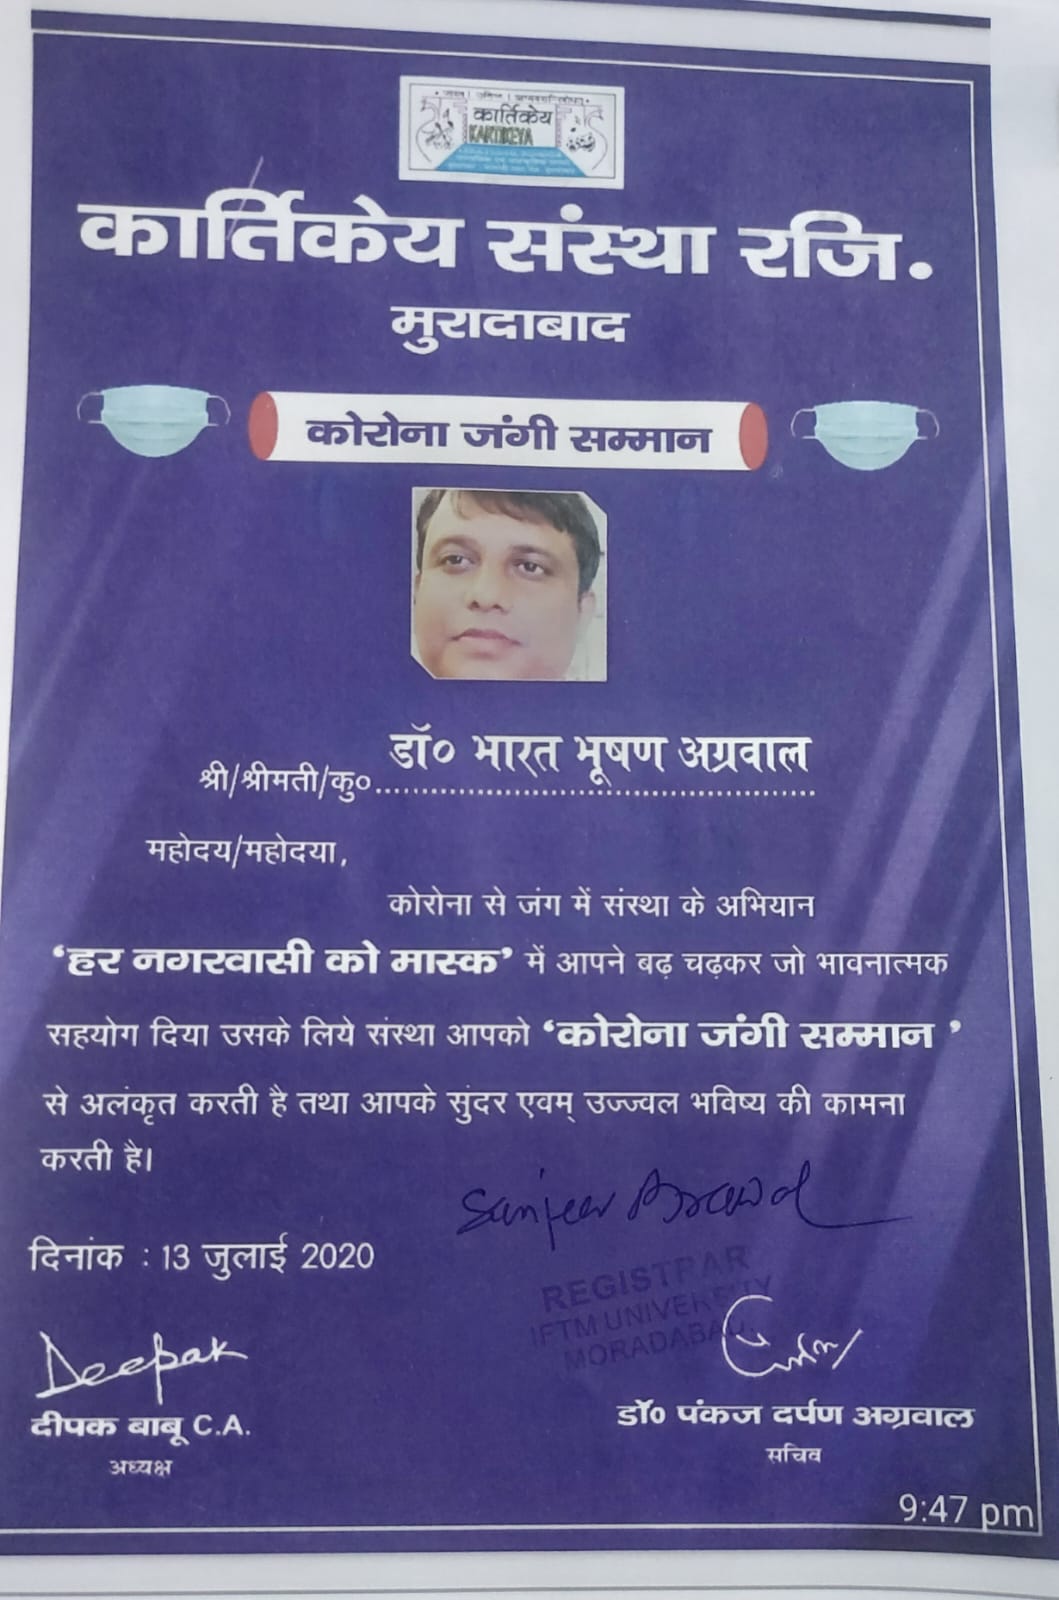 कार्तिकेय
KARTIKEYA
कार्तिकेय संस्था रजि.
मुरादाबाद
कोरोना जंगी सम्मान
डॉ० भारत भूषण अग्रवाल
श्री/श्रीमती/कु०
महोदय/महोदया,
कोरोना से जंग में संस्था के अभियान
‘हर नगरवासी को मास्क’ में आपने बढ़ चढ़कर जो भावनात्मक
सहयोग दिया उसके लिये संस्था आपको ‘कोरोना जंगी सम्मान ’
से अलंकृत करती है तथा आपके सुंदर एवम् उज्ज्वल भविष्य की कामना
करती है।
Sanjeev
दिनांक : 13 जुलाई 2020
REGISTRAR
IFTM UNIVERSITY
MORADABAD.
Deepak
दीपक बाबू C.A.
अध्यक्ष
डॉ० पंकज दर्पण अग्रवाल
सचिव
9:47 pm